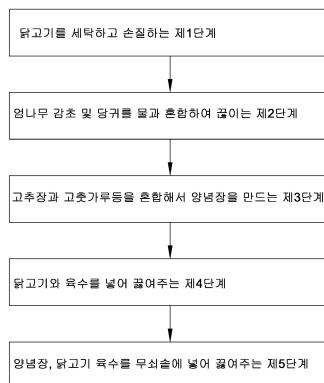 닭고기를 세탁하고 손질하는 제1단계
엄나무 감초 및 당귀를 물과 혼합하여 끓이는 제2단계
고추장과 고춧가루등을 혼합해서 양념장을 만드는 제3단계
닭고기와 육수를 넣어 끓여주는 제4단계
양념장, 닭고기 육수를 무쇠솥에 넣어 끓여주는 제5단계